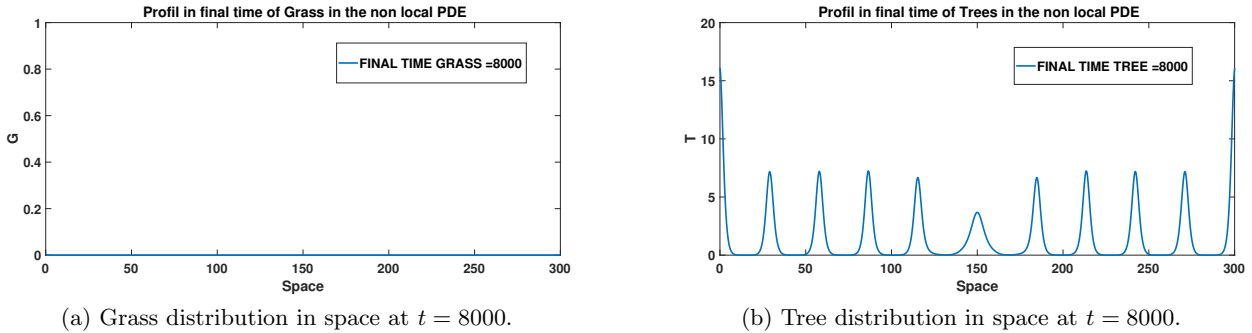 Profil in final time of Grass in the non local PDE
1
0.8
0.6
0.4
0.2
0
G
FINAL TIME GRASS =8000
0 50 100 150 200 250 300
Space
(a) Grass distribution in space at t = 8000.
Profil in final time of Trees in the non local PDE
20
15
10
5
0
T
FINAL TIME TREE =8000
0 50 100 150 200 250 300
Space
(b) Tree distribution in space at t = 8000.